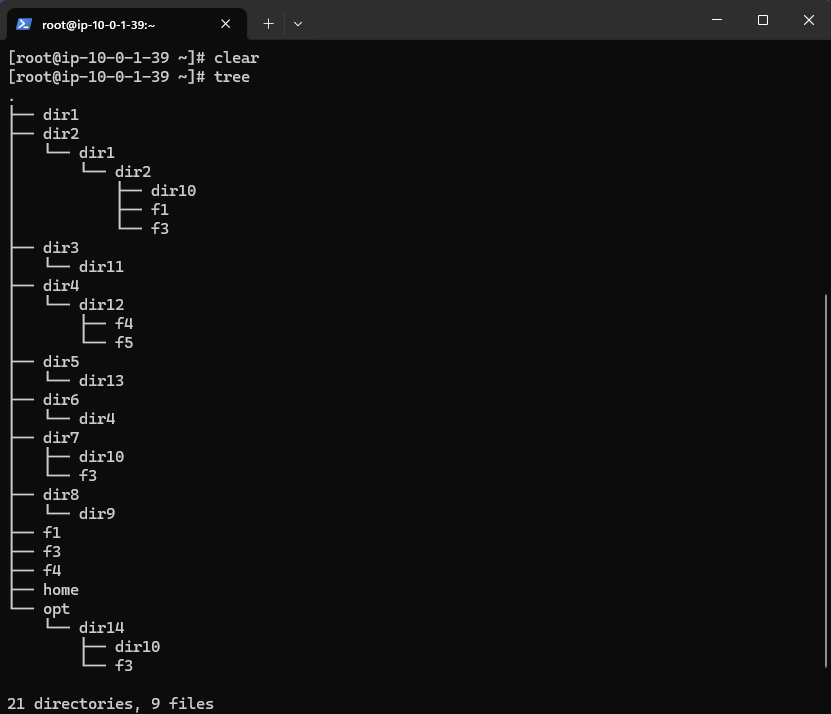 root@ip-10-0-1-39:~
[root@ip-10-0-1-39 ~]# clear
[root@ip-10-0-1-39 ~]# tree
.
├── dir1
├── dir2
│   └── dir1
│       └── dir2
│           ├── dir10
│           ├── f1
│           └── f3
├── dir3
│   └── dir11
├── dir4
│   └── dir12
│       ├── f4
│       └── f5
├── dir5
│   └── dir13
├── dir6
│   └── dir4
├── dir7
│   ├── dir10
│   └── f3
├── dir8
│   └── dir9
├── f1
├── f3
├── f4
├── home
└── opt
    └── dir14
        ├── dir10
        └── f3

21 directories, 9 files